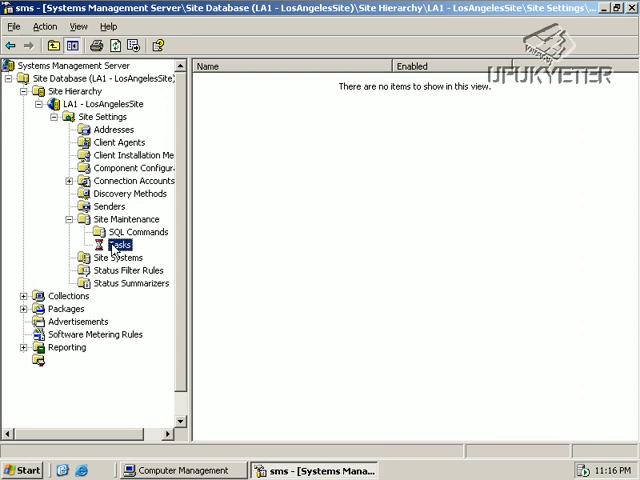 sms - [Systems Management Server\Site Database (LA1 - LosAngelesSite)\Site Hierarchy\LA1 - LosAngelesSite\Site Settings\...
File Action View Help
Systems Management Server
Site Database (LA1 - LosAngelesSite)
Site Hierarchy
LA1 - LosAngelesSite
Site Settings
Addresses
Client Agents
Client Installation Me
Component Configur
Connection Accounts
Discovery Methods
Senders
Site Maintenance
SQL Commands
Tasks
Site Systems
Status Filter Rules
Status Summarizers
Collections
Packages
Advertisements
Software Metering Rules
Reporting
Name Enabled
There are no items to show in this view.
Start Computer Management sms - [Systems Mana... 11:16 PM